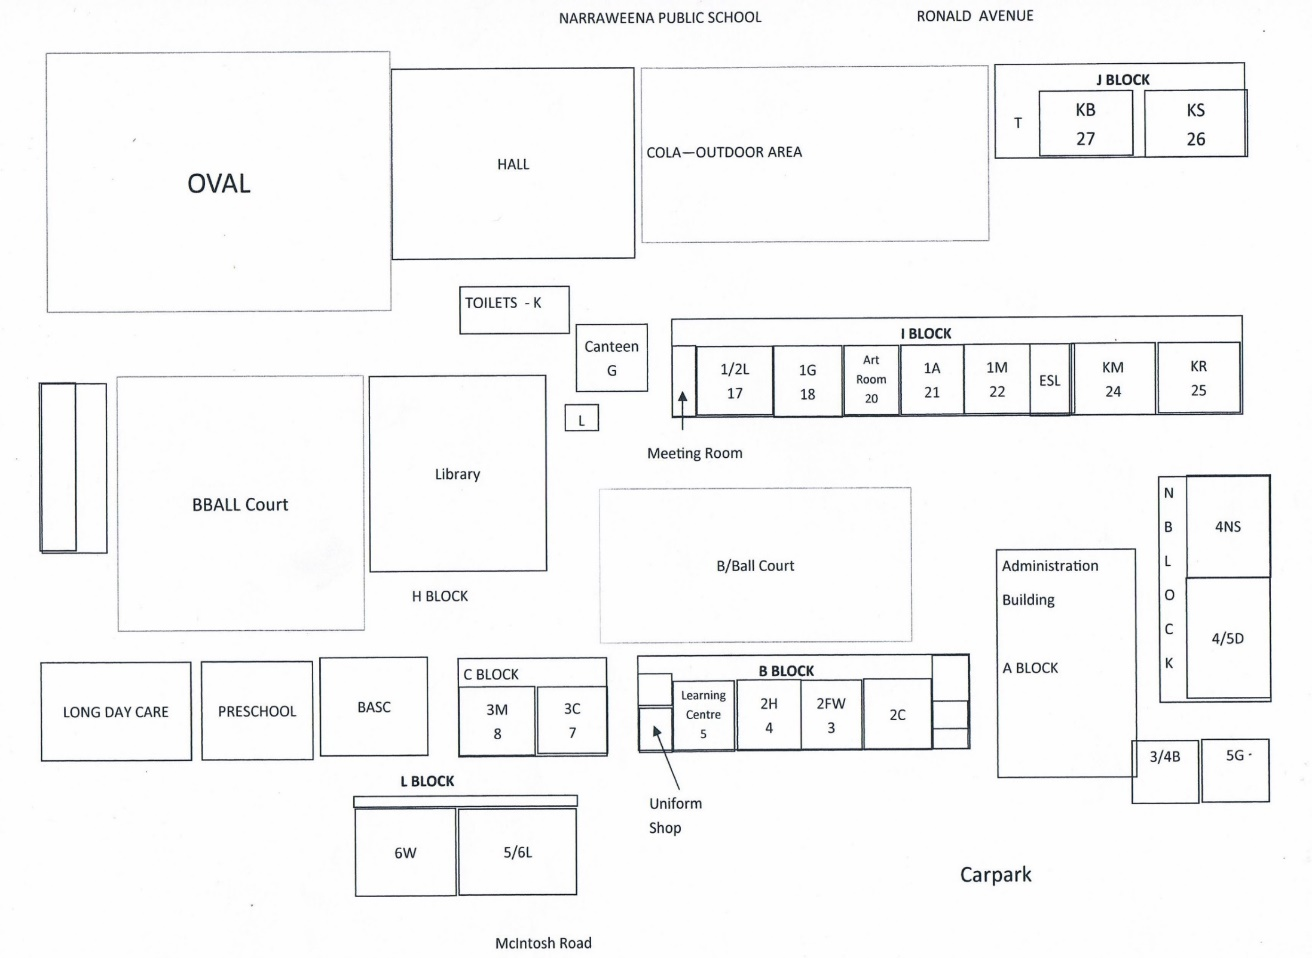 NARRAWEENA PUBLIC SCHOOL
RONALD AVENUE
OVAL
HALL
COLA—OUTDOOR AREA
J BLOCK
T
KB
27
KS
26
TOILETS - K
Canteen
G
L
I BLOCK
1/2L
17
1G
18
Art
Room
20
1A
21
1M
22
ESL
KM
24
KR
25
Meeting Room
BBALL Court
Library
H BLOCK
B/Ball Court
Administration
Building
A BLOCK
N
B
L
O
C
K
4NS
4/5D
3/4B
5G -
LONG DAY CARE
PRESCHOOL
BASC
C BLOCK
3M
8
3C
7
B BLOCK
Learning
Centre
5
2H
4
2FW
3
2C
Uniform
Shop
L BLOCK
6W
5/6L
Carpark
McIntosh Road